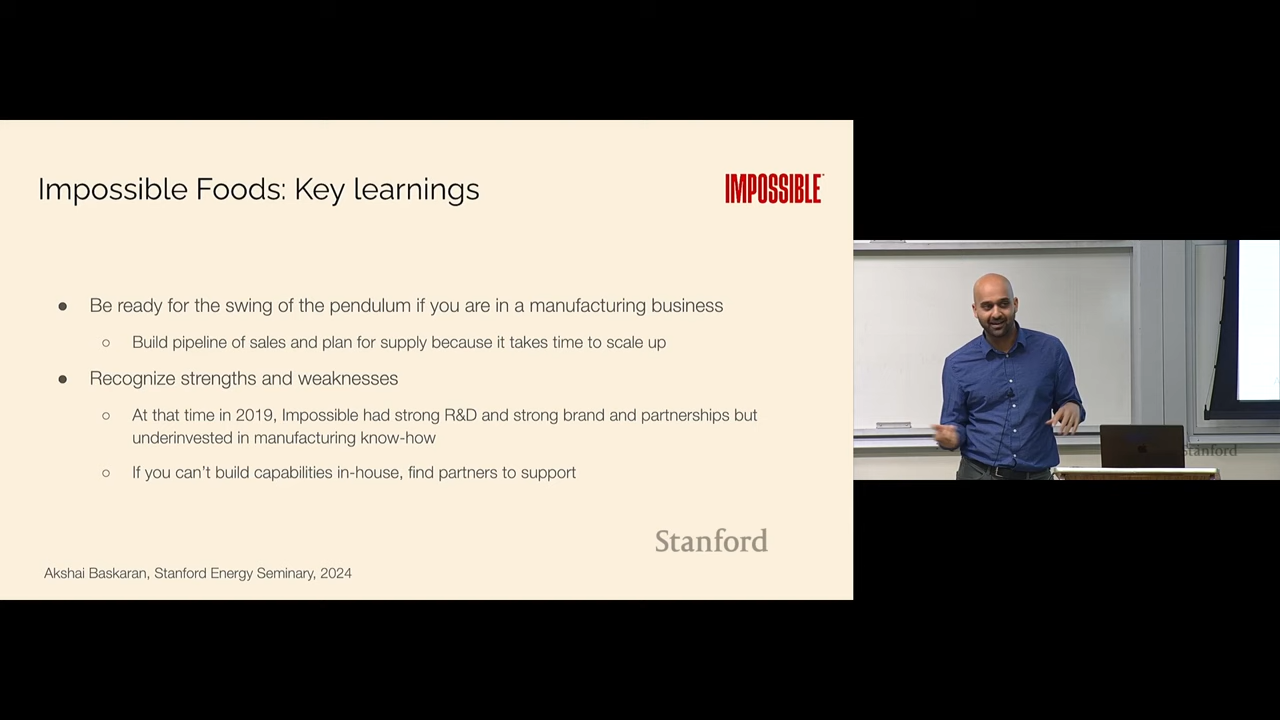 Impossible Foods: Key learnings
IMPOSSIBLE
● Be ready for the swing of the pendulum if you are in a manufacturing business
○ Build pipeline of sales and plan for supply because it takes time to scale up
● Recognize strengths and weaknesses
○ At that time in 2019, Impossible had strong R&D and strong brand and partnerships but
underinvested in manufacturing know-how
○ If you can’t build capabilities in-house, find partners to support
Stanford
Akshai Baskaran, Stanford Energy Seminary, 2024
Stanford